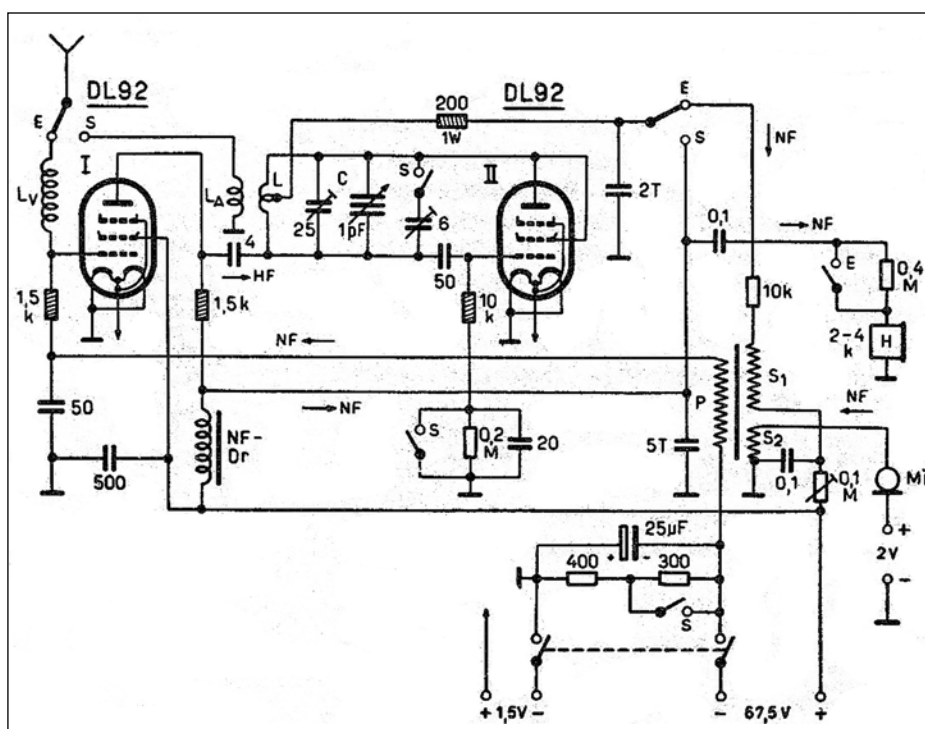 DL92
DL92
E
S
I
200
1W
E
S
NF
L_V
L_A
L
C
S
II
2T
25
1pF
6
0,1
NF
4
HF
50
E
0,4
M
1,5
k
1,5k
10
k
10k
2-4
k
H
NF
S₁
P
NF
NF
50
NF-
Dr
S
0,2
M
20
5T
S₂
0,1
0,1
M
Mi
500
25µF
+ -
400
300
S
+
2V
-
+ 1,5V -
- 67,5V +